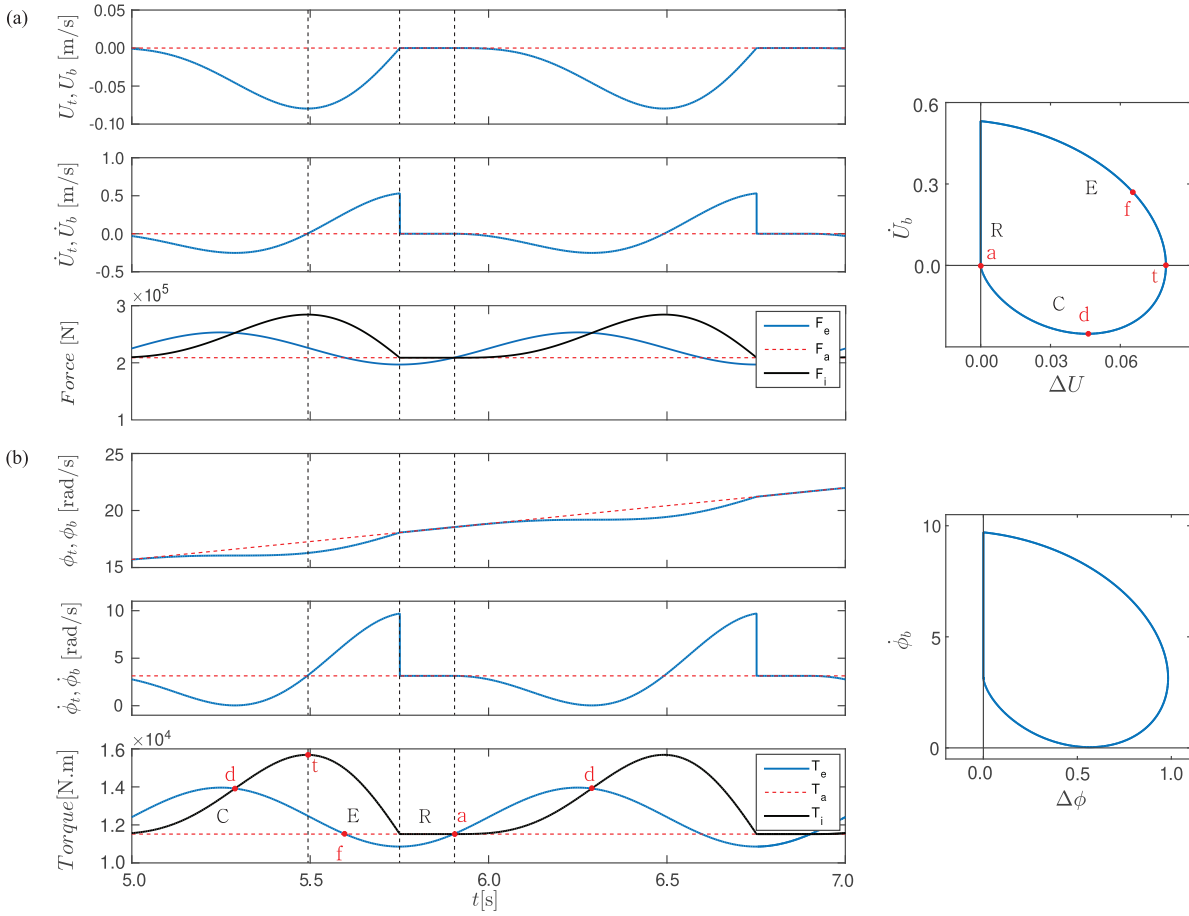 (a)
U_t, U_b [m/s]
0.05
0.00
-0.05
-0.10
U̇_t, U̇_b [m/s]
1.0
0.5
0.0
-0.5
×10^5
Force [N]
3
2
1
F_e
F_a
F_i
U̇_b
0.6
0.3
0.0
E
f
R
a
t
C
d
0.00 0.03 0.06
ΔU
(b)
ϕ_t, ϕ_b [rad/s]
25
20
15
ϕ̇_t, ϕ̇_b [rad/s]
10
5
0
×10^4
Torque[N.m]
1.6
1.4
1.2
1.0
d
t
C
E
R
a
f
d
T_e
T_a
T_i
5.0 5.5 6.0 6.5 7.0
t[s]
ϕ̇_b
10
5
0
0.0 0.5 1.0
Δϕ